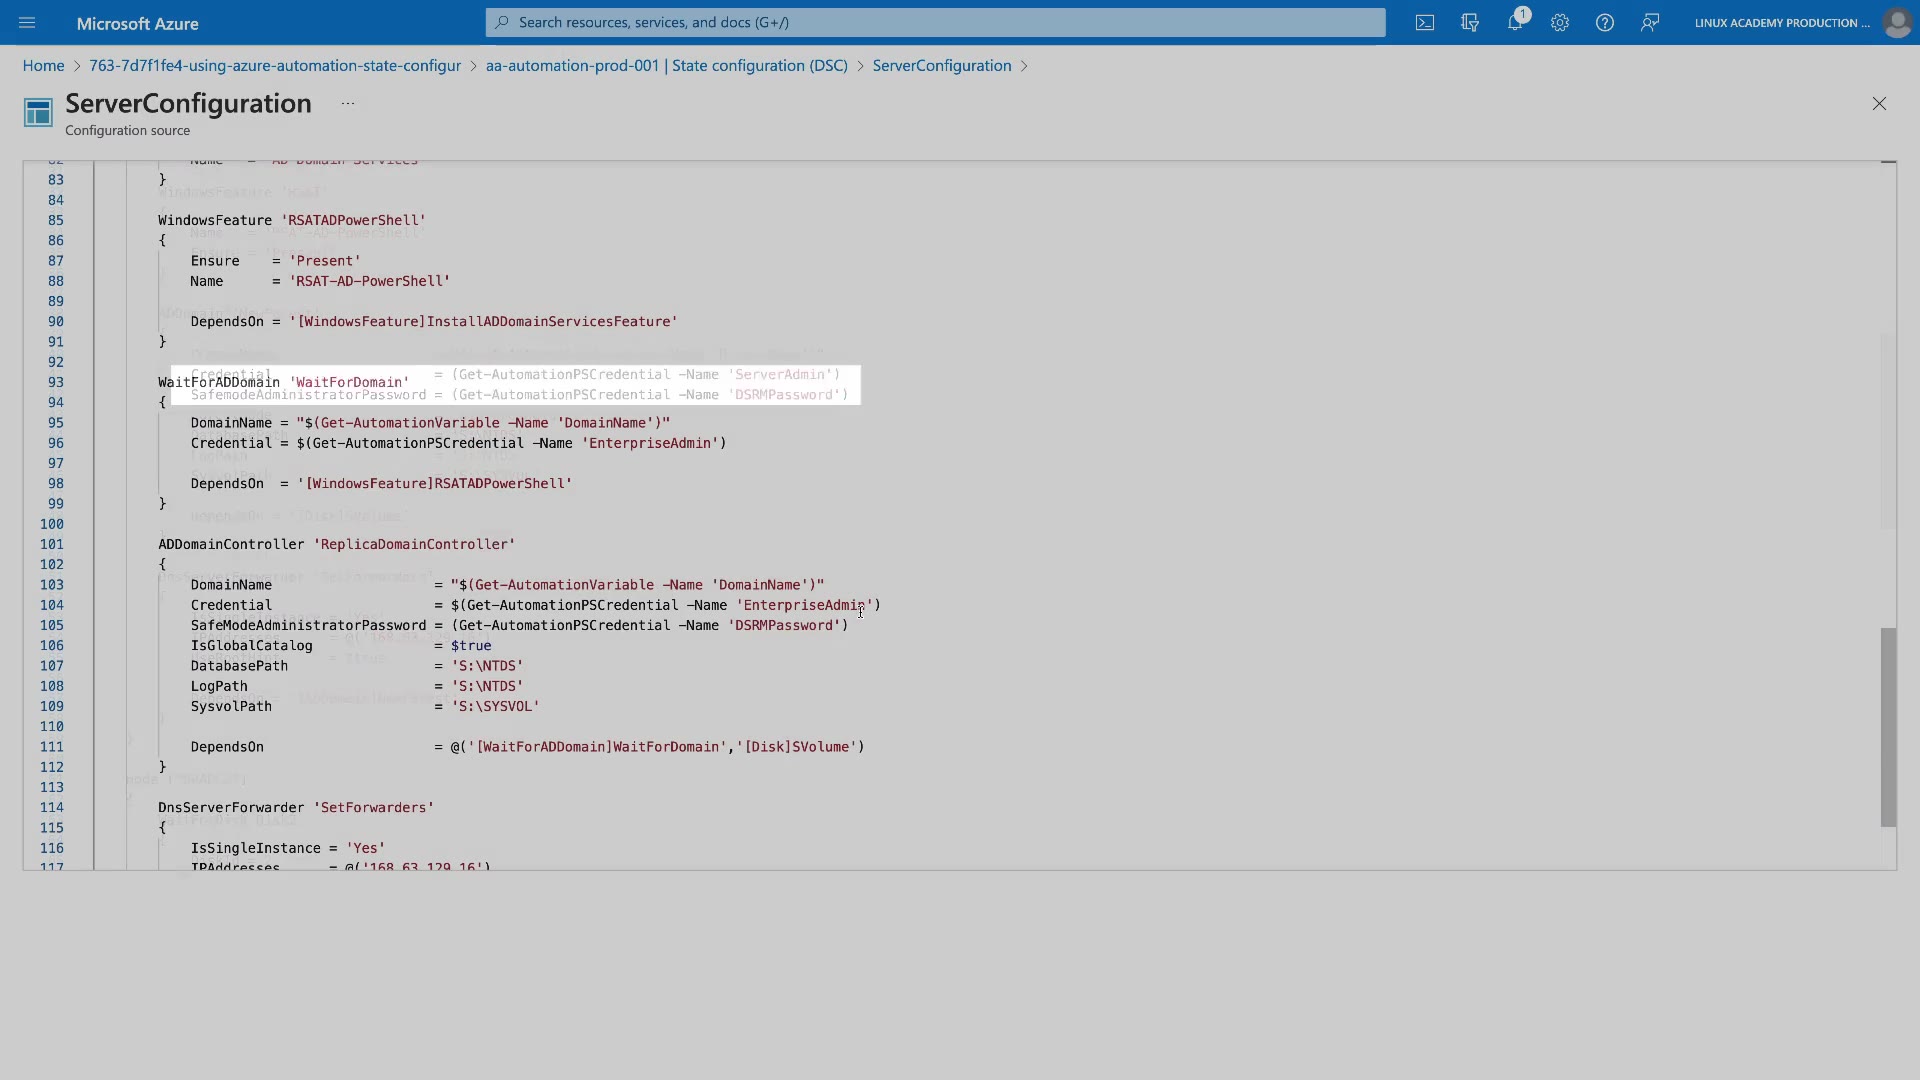 Microsoft Azure
Search resources, services, and docs (G+/)
1
LINUX ACADEMY PRODUCTION ...
Home > 763-7d7f1fe4-using-azure-automation-state-configur > aa-automation-prod-001 | State configuration (DSC) > ServerConfiguration >
ServerConfiguration ...
Configuration source
82 Name = 'AD-Domain-Services'
83 }
84
85 WindowsFeature 'RSATADPowerShell'
86 {
87 Ensure = 'Present'
88 Name = 'RSAT-AD-PowerShell'
89
90 DependsOn = '[WindowsFeature]InstallADDomainServicesFeature'
91 }
92
Credential = (Get-AutomationPSCredential -Name 'ServerAdmin')
93 WaitForADDomain 'WaitForDomain'
SafemodeAdministratorPassword = (Get-AutomationPSCredential -Name 'DSRMPassword')
94 {
95 DomainName = "$(Get-AutomationVariable -Name 'DomainName')"
96 Credential = $(Get-AutomationPSCredential -Name 'EnterpriseAdmin')
97
98 DependsOn = '[WindowsFeature]RSATADPowerShell'
99 }
100
101 ADDomainController 'ReplicaDomainController'
102 {
103 DomainName = "$(Get-AutomationVariable -Name 'DomainName')"
104 Credential = $(Get-AutomationPSCredential -Name 'EnterpriseAdmin')
105 SafeModeAdministratorPassword = (Get-AutomationPSCredential -Name 'DSRMPassword')
106 IsGlobalCatalog = $true
107 DatabasePath = 'S:\NTDS'
108 LogPath = 'S:\NTDS'
109 SysvolPath = 'S:\SYSVOL'
110
111 DependsOn = @('[WaitForADDomain]WaitForDomain','[Disk]SVolume')
112 }
113
114 DnsServerForwarder 'SetForwarders'
115 {
116 IsSingleInstance = 'Yes'
117 IPAddresses = @('168.63.129.16')